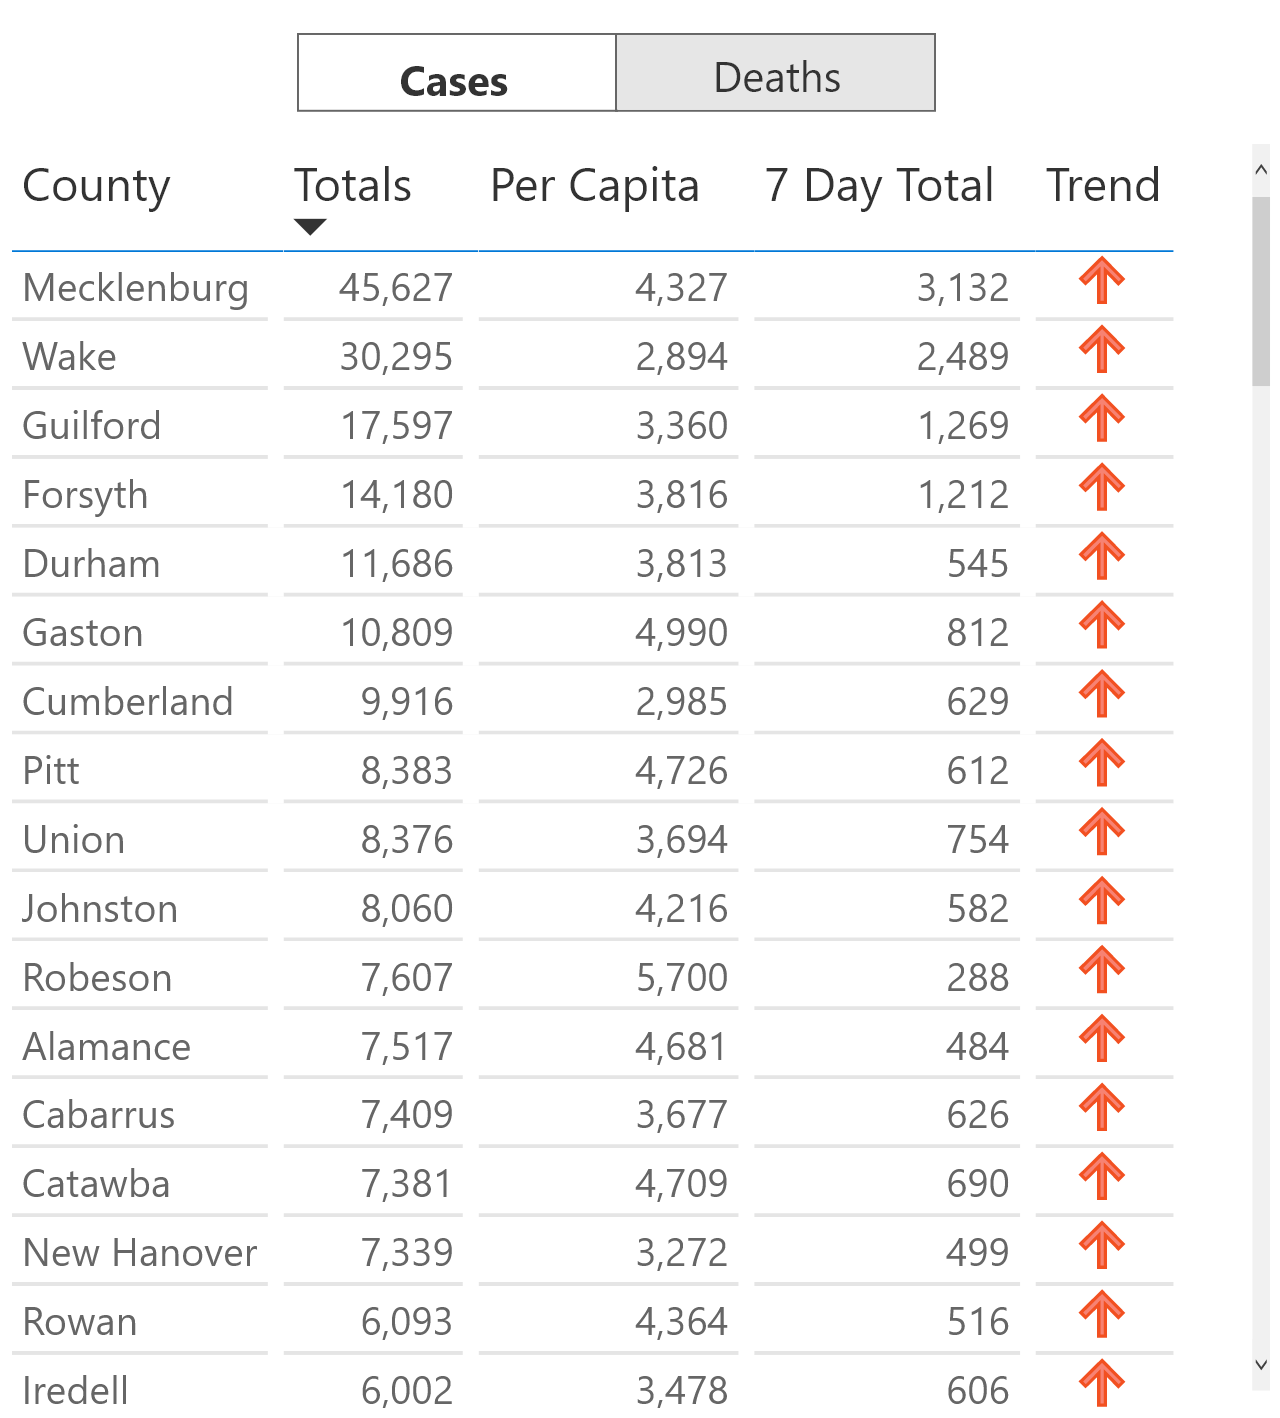 Cases Deaths
County Totals Per Capita 7 Day Total Trend
Mecklenburg 45,627 4,327 3,132
Wake 30,295 2,894 2,489
Guilford 17,597 3,360 1,269
Forsyth 14,180 3,816 1,212
Durham 11,686 3,813 545
Gaston 10,809 4,990 812
Cumberland 9,916 2,985 629
Pitt 8,383 4,726 612
Union 8,376 3,694 754
Johnston 8,060 4,216 582
Robeson 7,607 5,700 288
Alamance 7,517 4,681 484
Cabarrus 7,409 3,677 626
Catawba 7,381 4,709 690
New Hanover 7,339 3,272 499
Rowan 6,093 4,364 516
Iredell 6,002 3,478 606